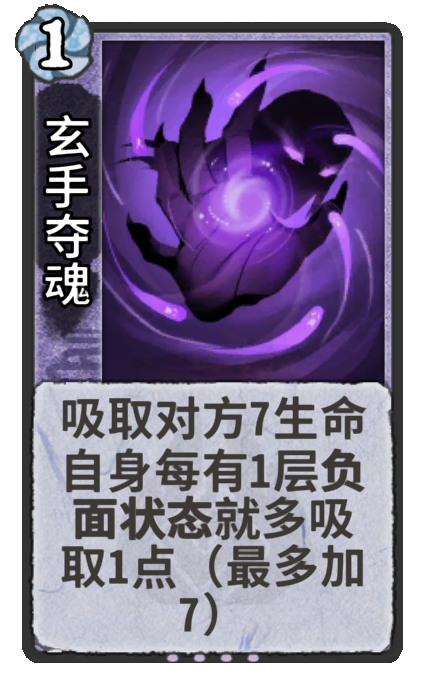 1
玄手夺魂
吸取对方7生命
自身每有1层负
面状态就多吸
取1点（最多加
7）